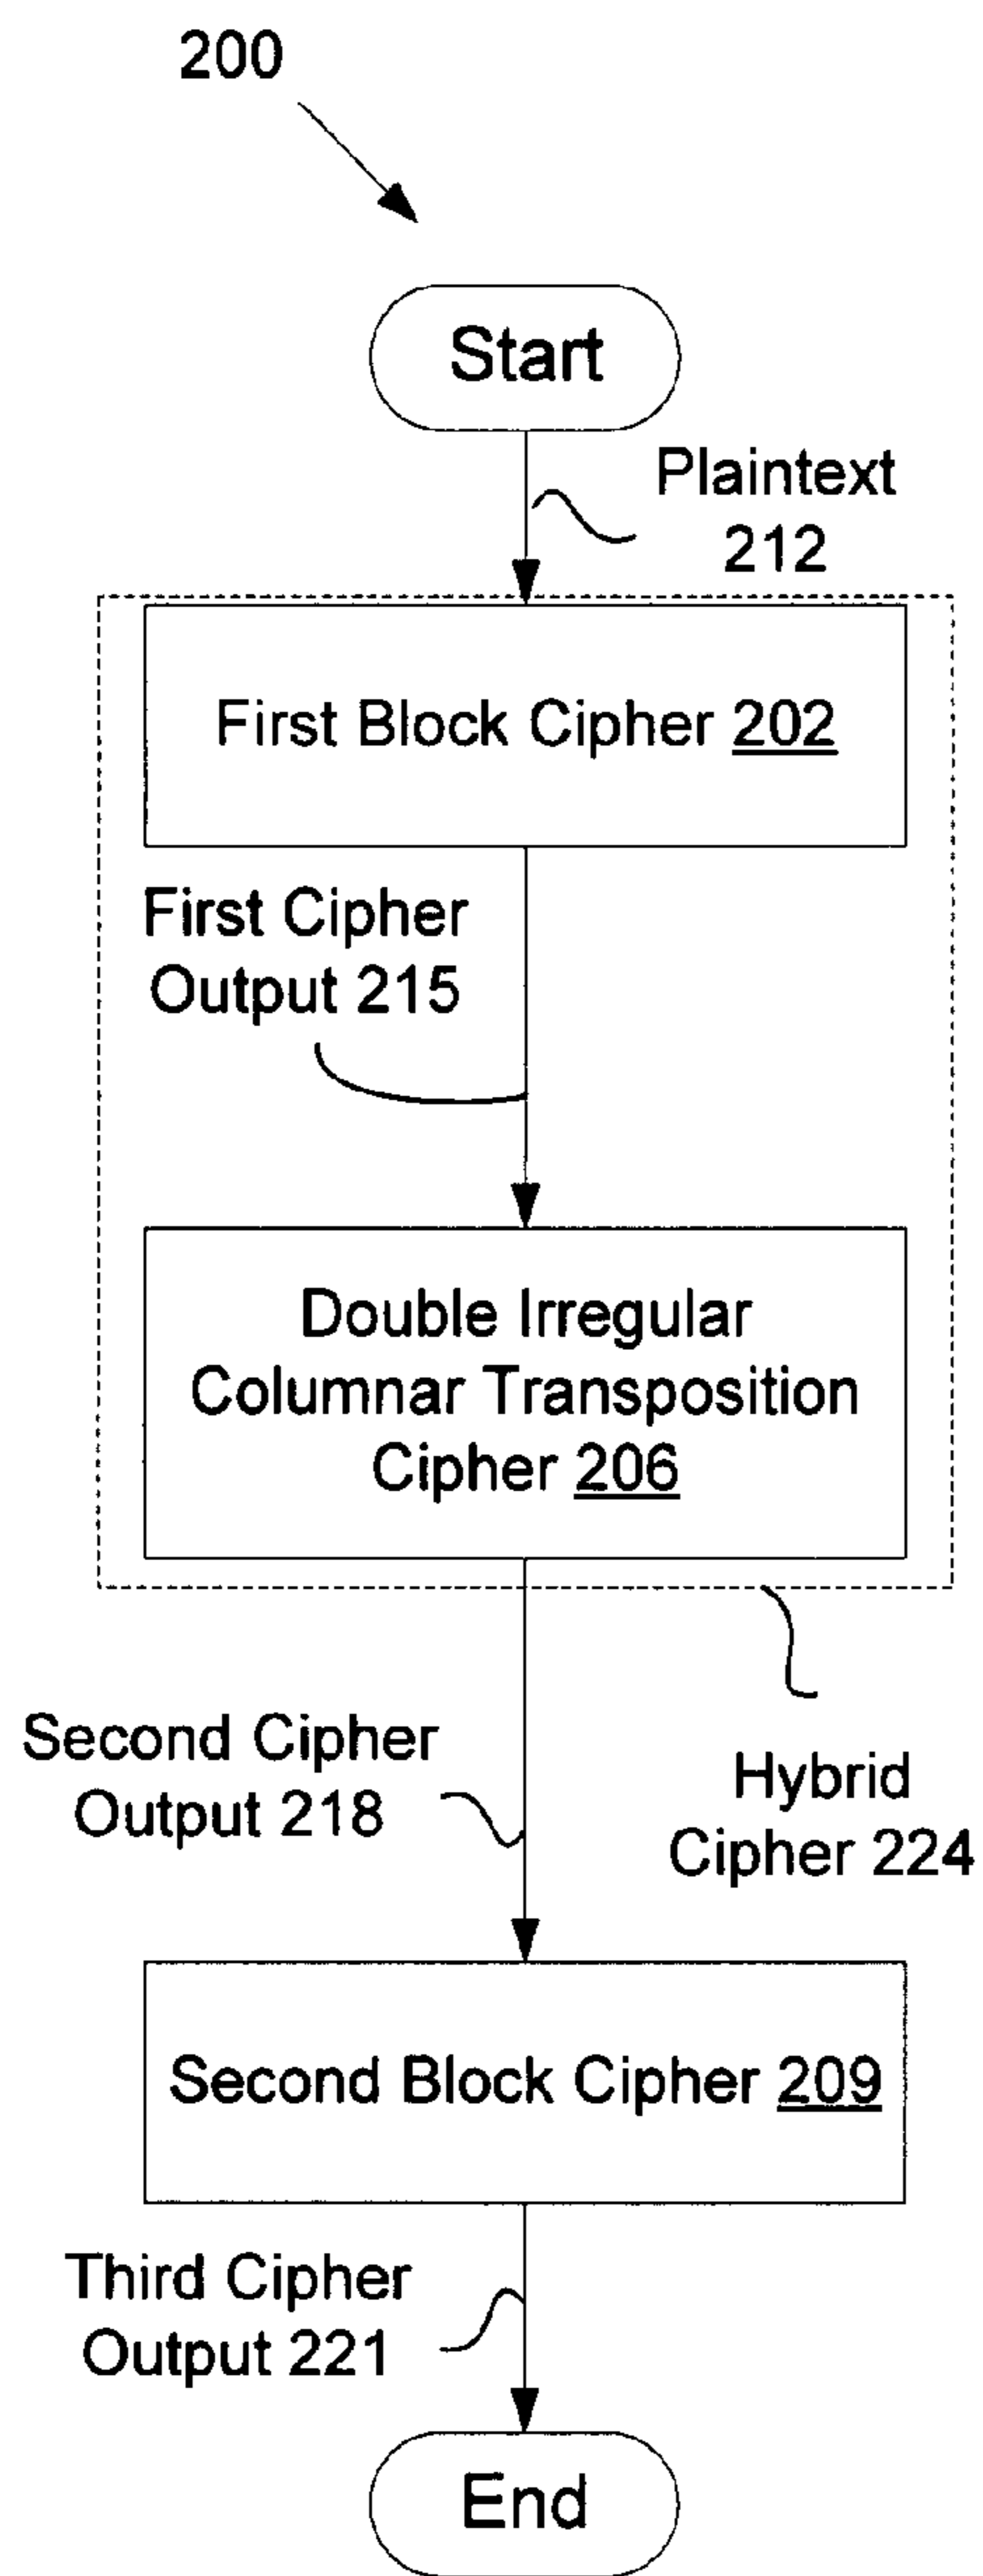 200
Start
Plaintext
212
First Block Cipher 202
First Cipher
Output 215
Double Irregular
Columnar Transposition
Cipher 206
Second Cipher
Output 218
Hybrid
Cipher 224
Second Block Cipher 209
Third Cipher
Output 221
End